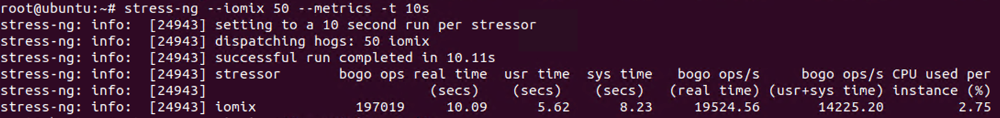 root@ubuntu:~# stress-ng --iomix 50 --metrics -t 10s
stress-ng: info:  [24943] setting to a 10 second run per stressor
stress-ng: info:  [24943] dispatching hogs: 50 iomix
stress-ng: info:  [24943] successful run completed in 10.11s
stress-ng: info:  [24943] stressor       bogo ops real time  usr time  sys time   bogo ops/s     bogo ops/s CPU used per
stress-ng: info:  [24943]                           (secs)    (secs)    (secs)   (real time) (usr+sys time) instance (%)
stress-ng: info:  [24943] iomix            197019     10.09      5.62      8.23     19524.56       14225.20         2.75